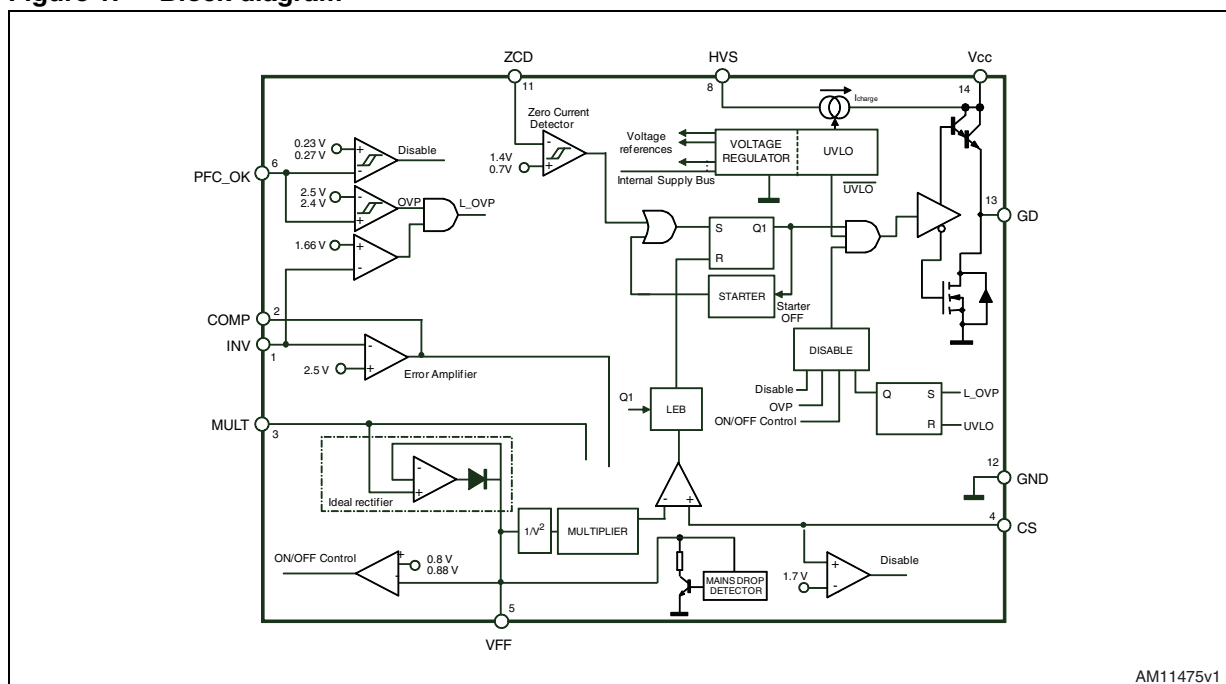 Figure 1. Block diagram
ZCD
HVS
Vcc
11
8
14
Icharge
Zero Current
Detector
0.23 V
0.27 V
+
-
Disable
1.4V
0.7V
-
+
Voltage
references
Internal Supply Bus
VOLTAGE
REGULATOR
UVLO
UVLO
6
PFC_OK
2.5 V
2.4 V
-
+
OVP
L_OVP
13
GD
1.66 V
+
-
S
Q1
R
STARTER
Starter
OFF
COMP
2
INV
1
-
2.5 V
+
Error Amplifier
DISABLE
Disable
OVP
ON/OFF Control
Q
S
R
L_OVP
UVLO
Q1
LEB
MULT
3
-
+
Ideal rectifier
12
GND
-
+
4
CS
1/V2
MULTIPLIER
ON/OFF Control
+
-
0.8 V
0.88 V
MAINS DROP
DETECTOR
1.7 V
+
-
Disable
5
VFF
AM11475v1